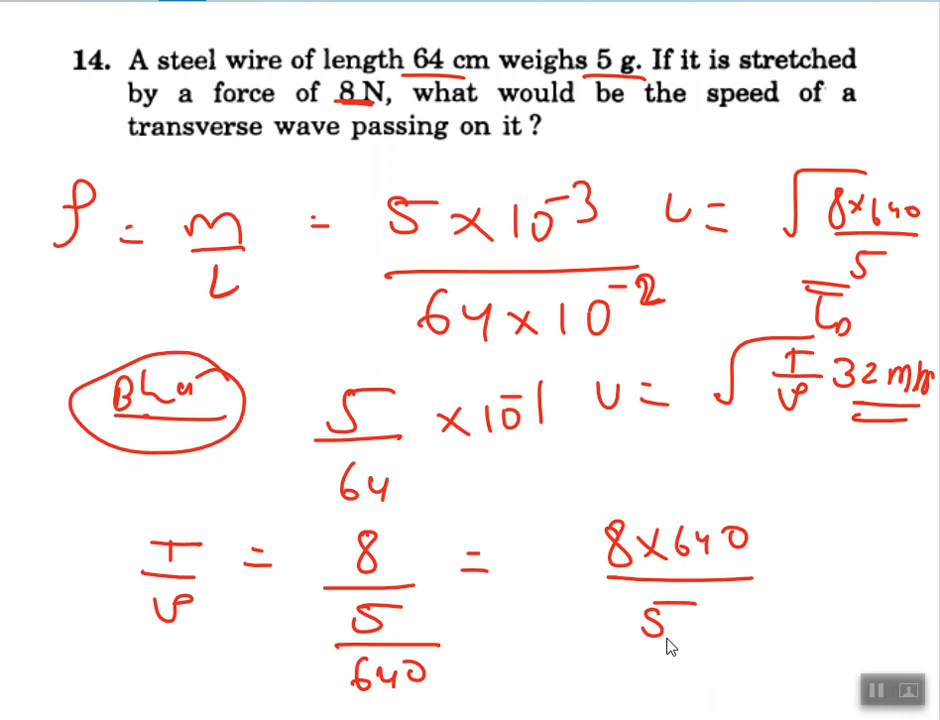 14. A steel wire of length 64 cm weighs 5 g. If it is stretched
by a force of 8 N, what would be the speed of a
transverse wave passing on it ?
ρ = m/L = 5 × 10^-3 / 64 × 10^-2
υ = √(8×640/5)
5/64 × 10^-1
υ = √(T/ρ) 32 m/s
T/ρ = 8 / (5/640) = 8×640 / 5